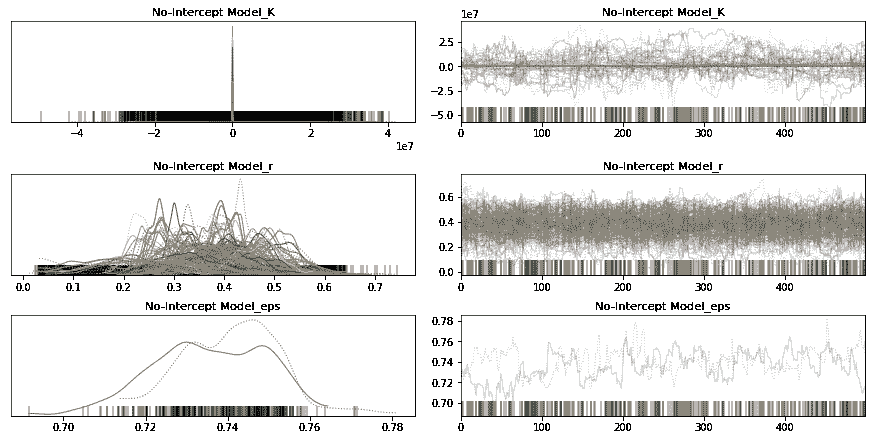 No-Intercept Model_K
No-Intercept Model_K
1e7
2.5
0.0
−2.5
−5.0
−4 −2 0 2 4
1e7
0 100 200 300 400
No-Intercept Model_r
No-Intercept Model_r
0.6
0.4
0.2
0.0
0.0 0.1 0.2 0.3 0.4 0.5 0.6 0.7
0 100 200 300 400
No-Intercept Model_eps
No-Intercept Model_eps
0.78
0.76
0.74
0.72
0.70
0.70 0.72 0.74 0.76 0.78
0 100 200 300 400